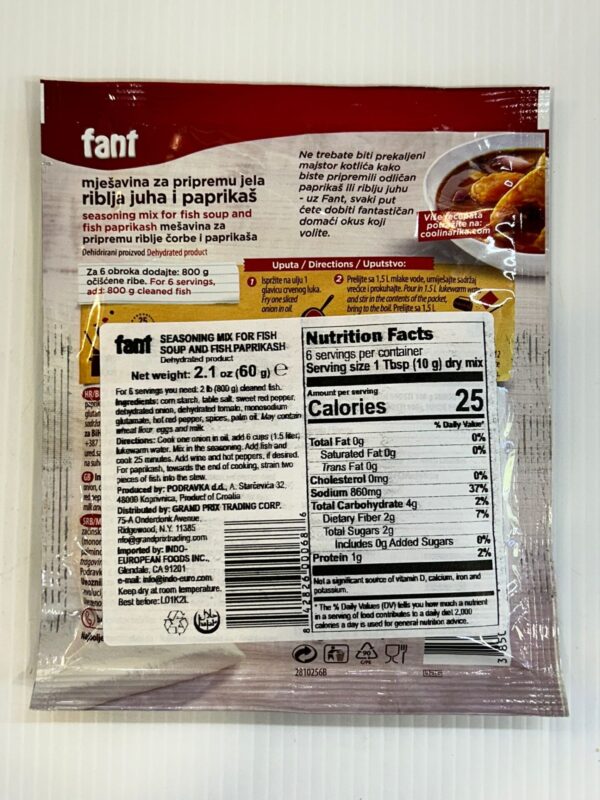 fant
mješavina za pripremu jela
riblja juha i paprikaš
seasoning mix for fish soup and
fish paprikash mešavina za
pripremu riblje čorbe i paprikaša
Dehidrirani proizvod Dehydrated product
Ne trebate biti prekaljeni
majstor kotlića kako
biste pripremili odličan
paprikaš ili riblju juhu
- uz Fant, svaki put
ćete dobiti fantastičan
domaći okus koji
volite.
Više recepata
potražite na:
coolinarika.com
Za 6 obroka dodajte: 800 g
očišćene ribe. For 6 servings,
add: 800 g cleaned fish
Uputa / Directions / Uputstvo:
1 Ispržite na ulju 1
glavicu crvenog luka.
Fry one sliced
onion in oil.
2 Prelijte sa 1,5 L mlake vode, umiješajte sadržaj
vrećice i prokuhajte. Pour in 1.5 L lukewarm
and stir in the contents of the packet,
bring to the boil. Prelijte sa 1,5
fant
SEASONING MIX FOR FISH
SOUP AND FISH PAPRIKASH
Dehydrated product
Net weight: 2.1 oz (60 g) e
For 6 servings you need: 2 lb (800 g) cleaned fish.
Ingredients: corn starch, table salt, sweet red pepper,
dehydrated onion, dehydrated tomato, monosodium
glutamate, hot red pepper, spices, palm oil. May contain
wheat flour eggs and milk.
Directions: Cook one onion in oil, add 6 cups (1.5 liter)
lukewarm water. Mix in the seasoning. Add fish and
cook 25 minutes. Add wine and hot peppers, if desired.
For paprikash, towards the end of cooking, strain two
pieces of fish into the stew.
Produced by: PODRAVKA d.d., A. Starčevića 32,
48000 Koprivnica, Product of Croatia
Distributed by: GRAND PRIX TRADING CORP.
75-A Onderdonk Avenue,
Ridgewood, N.Y. 11385
nfo@grandprixtrading.com
Imported by: INDO-
EUROPEAN FOODS INC.,
Glendale, CA 91201
e-mail: info@indo-euro.com
Keep dry at room temperature.
Best before: L01K2L
8 42826 00068 6
Nutrition Facts
6 servings per container
Serving size 1 Tbsp (10 g) dry mix
Amount per serving
Calories 25
% Daily Value*
Total Fat 0g 0%
Saturated Fat 0g 0%
Trans Fat 0g
Cholesterol 0mg 0%
Sodium 860mg 37%
Total Carbohydrate 4g 2%
Dietary Fiber 2g 7%
Total Sugars 2g
Includes 0g Added Sugars 0%
Protein 1g 2%
Not a significant source of vitamin D, calcium, iron and
potassium.
* The % Daily Values (DV) tells you how much a nutrient
in a serving of food contributes to a daily diet 2,000
calories a day is used for general nutrition advice.
2810256B